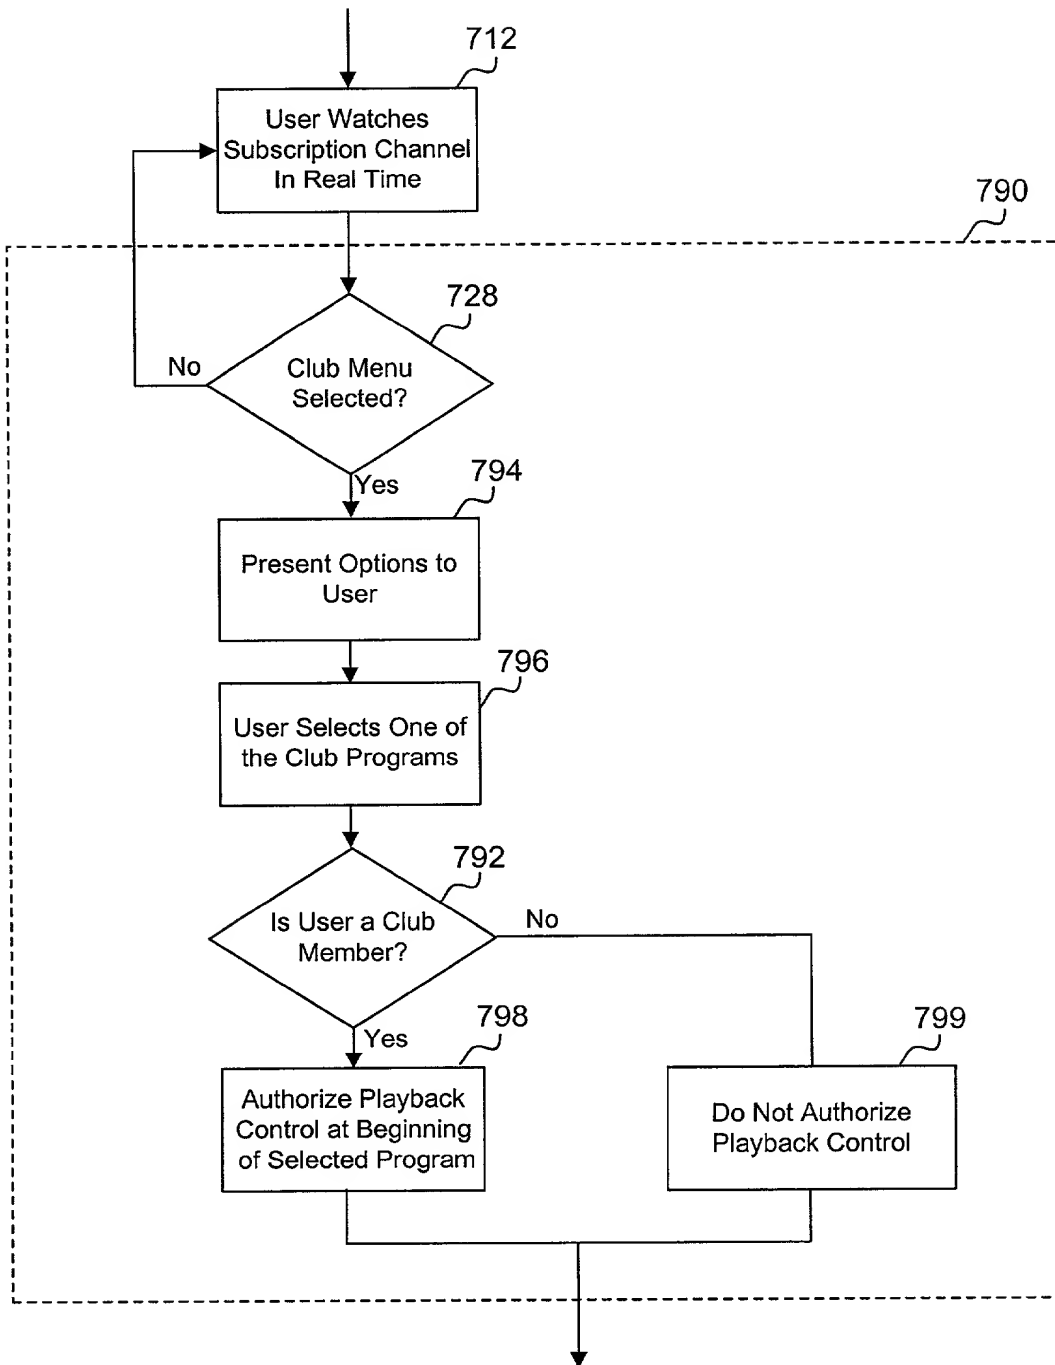 712
User Watches
Subscription Channel
In Real Time
790
728
No
Club Menu
Selected?
Yes
794
Present Options to
User
796
User Selects One of
the Club Programs
792
Is User a Club
Member?
No
Yes
798
799
Authorize Playback
Control at Beginning
of Selected Program
Do Not Authorize
Playback Control